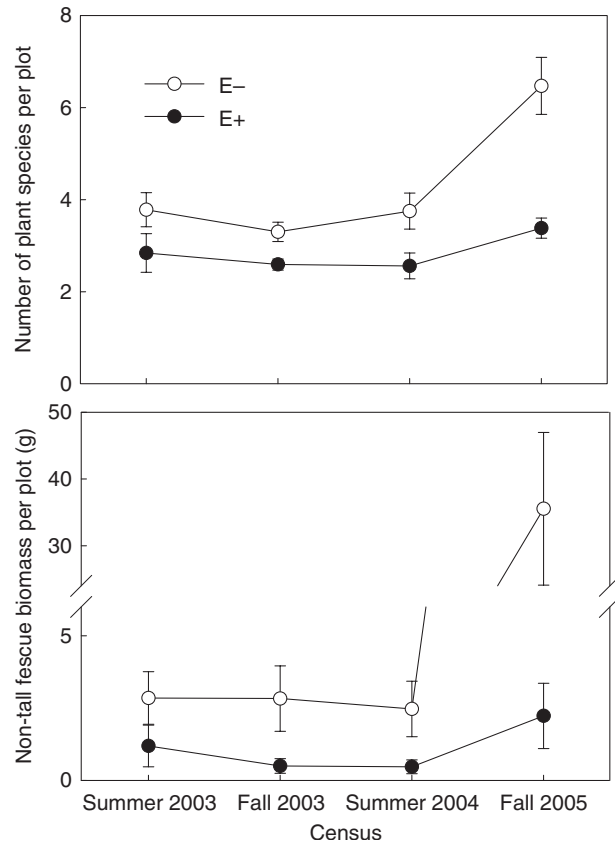 Number of plant species per plot
8
6
4
2
0
E–
E+
Non-tall fescue biomass per plot (g)
50
40
30
5
0
Summer 2003
Fall 2003
Summer 2004
Fall 2005
Census